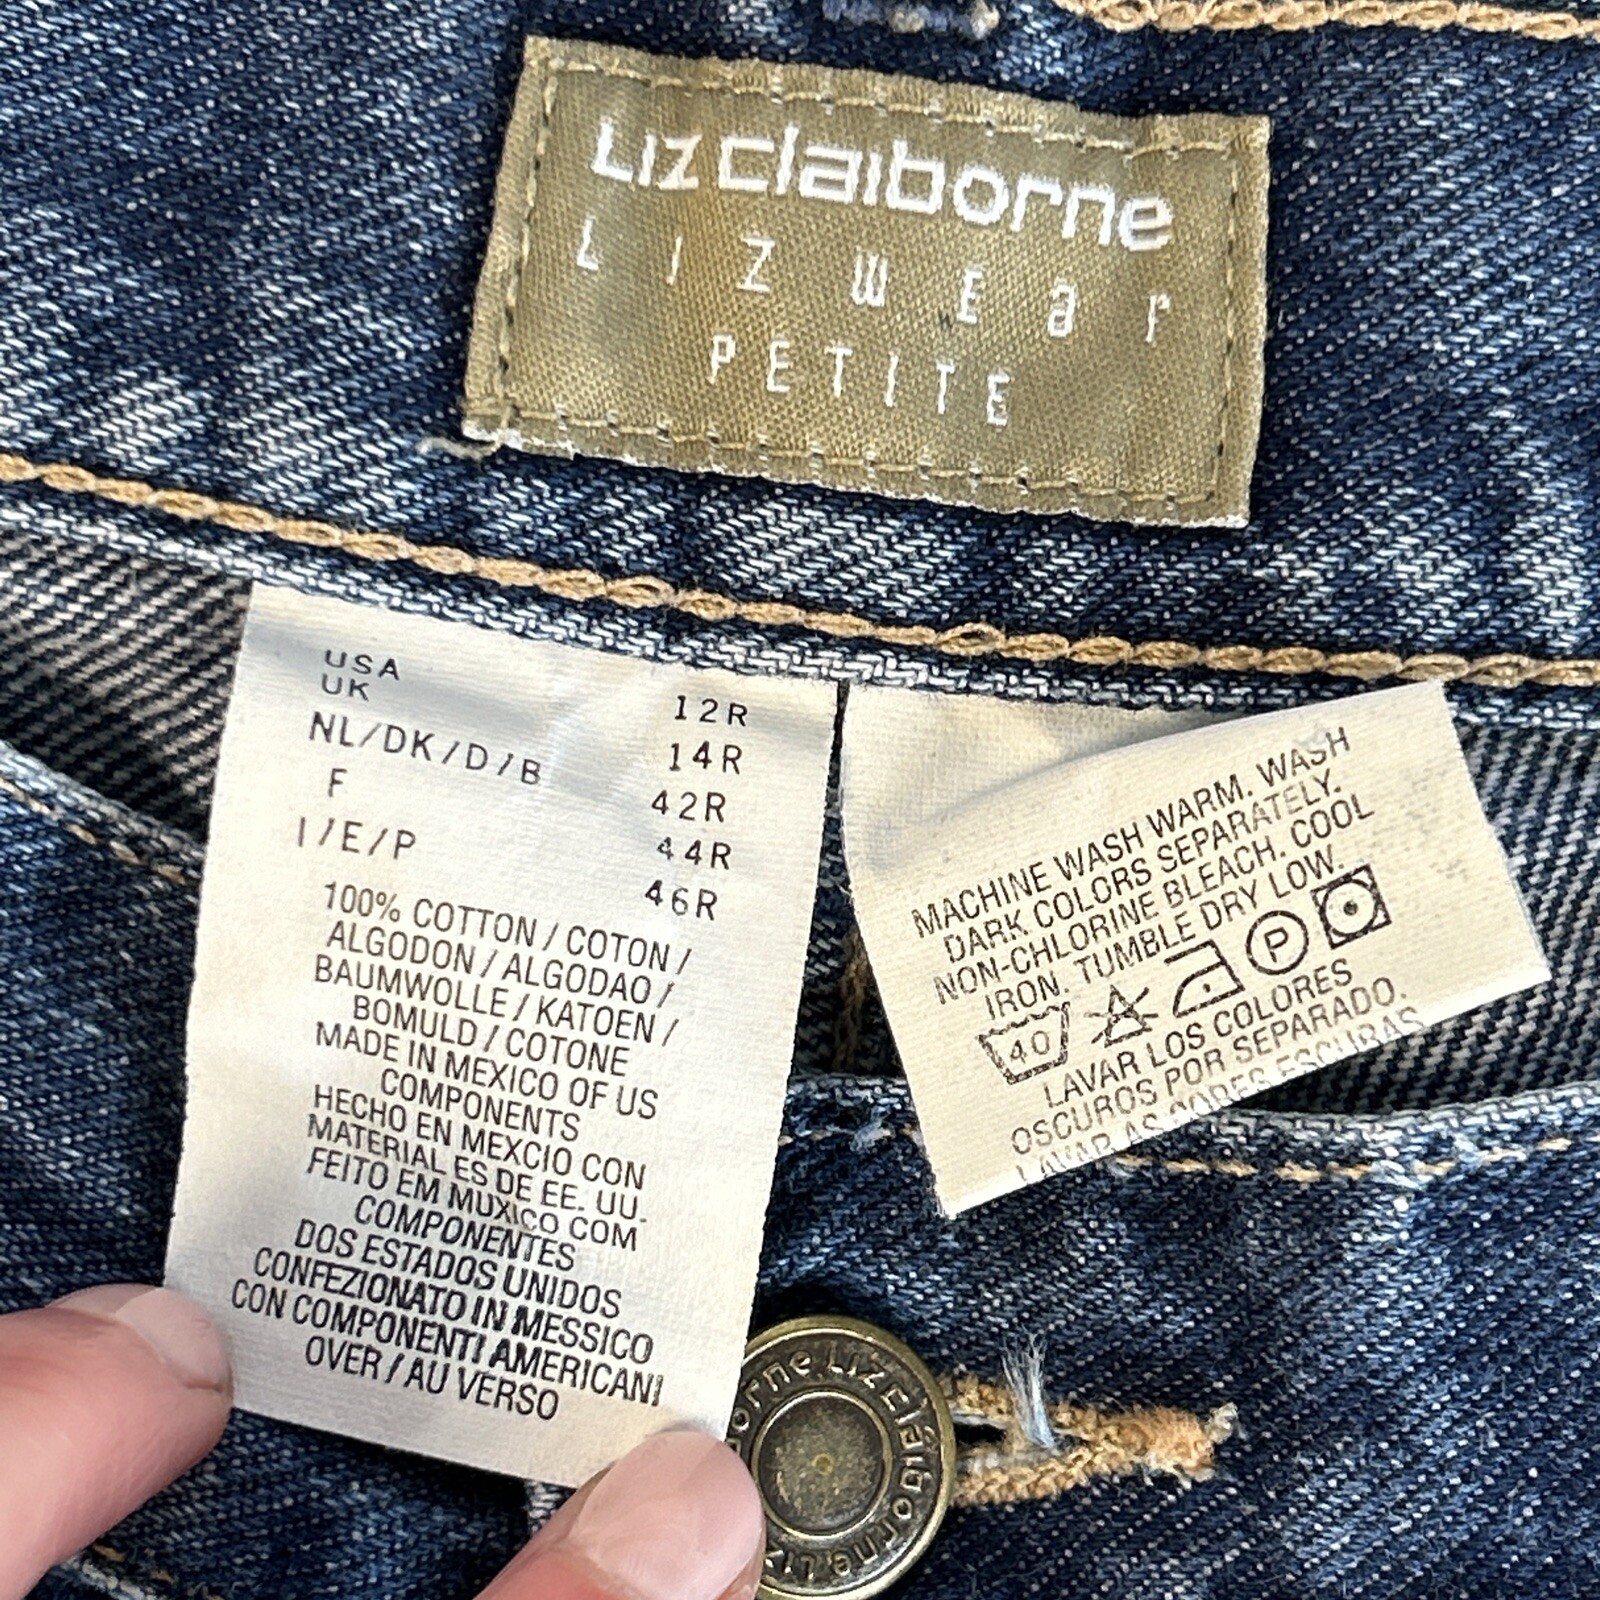 Liz claiborne
LIZWEar
PETITE
USA 12R
UK 14R
NL/DK/D/B 42R
F 44R
I/E/P 46R
100% COTTON / COTON /
ALGODON / ALGODAO /
BAUMWOLLE / KATOEN /
BOMULD / COTONE
MADE IN MEXICO OF US
COMPONENTS
HECHO EN MEXCIO CON
MATERIAL ES DE EE. UU.
FEITO EM MUXICO COM
COMPONENTES
DOS ESTADOS UNIDOS
CONFEZIONATO IN MESSICO
CON COMPONENTI AMERICANI
OVER / AU VERSO
MACHINE WASH WARM. WASH
DARK COLORS SEPARATELY.
NON-CHLORINE BLEACH. COOL
IRON. TUMBLE DRY LOW.
40 P
LAVAR LOS COLORES
OSCUROS POR SEPARADO.
LAVAR AS CORES ESCURAS
Liz claiborne Liz